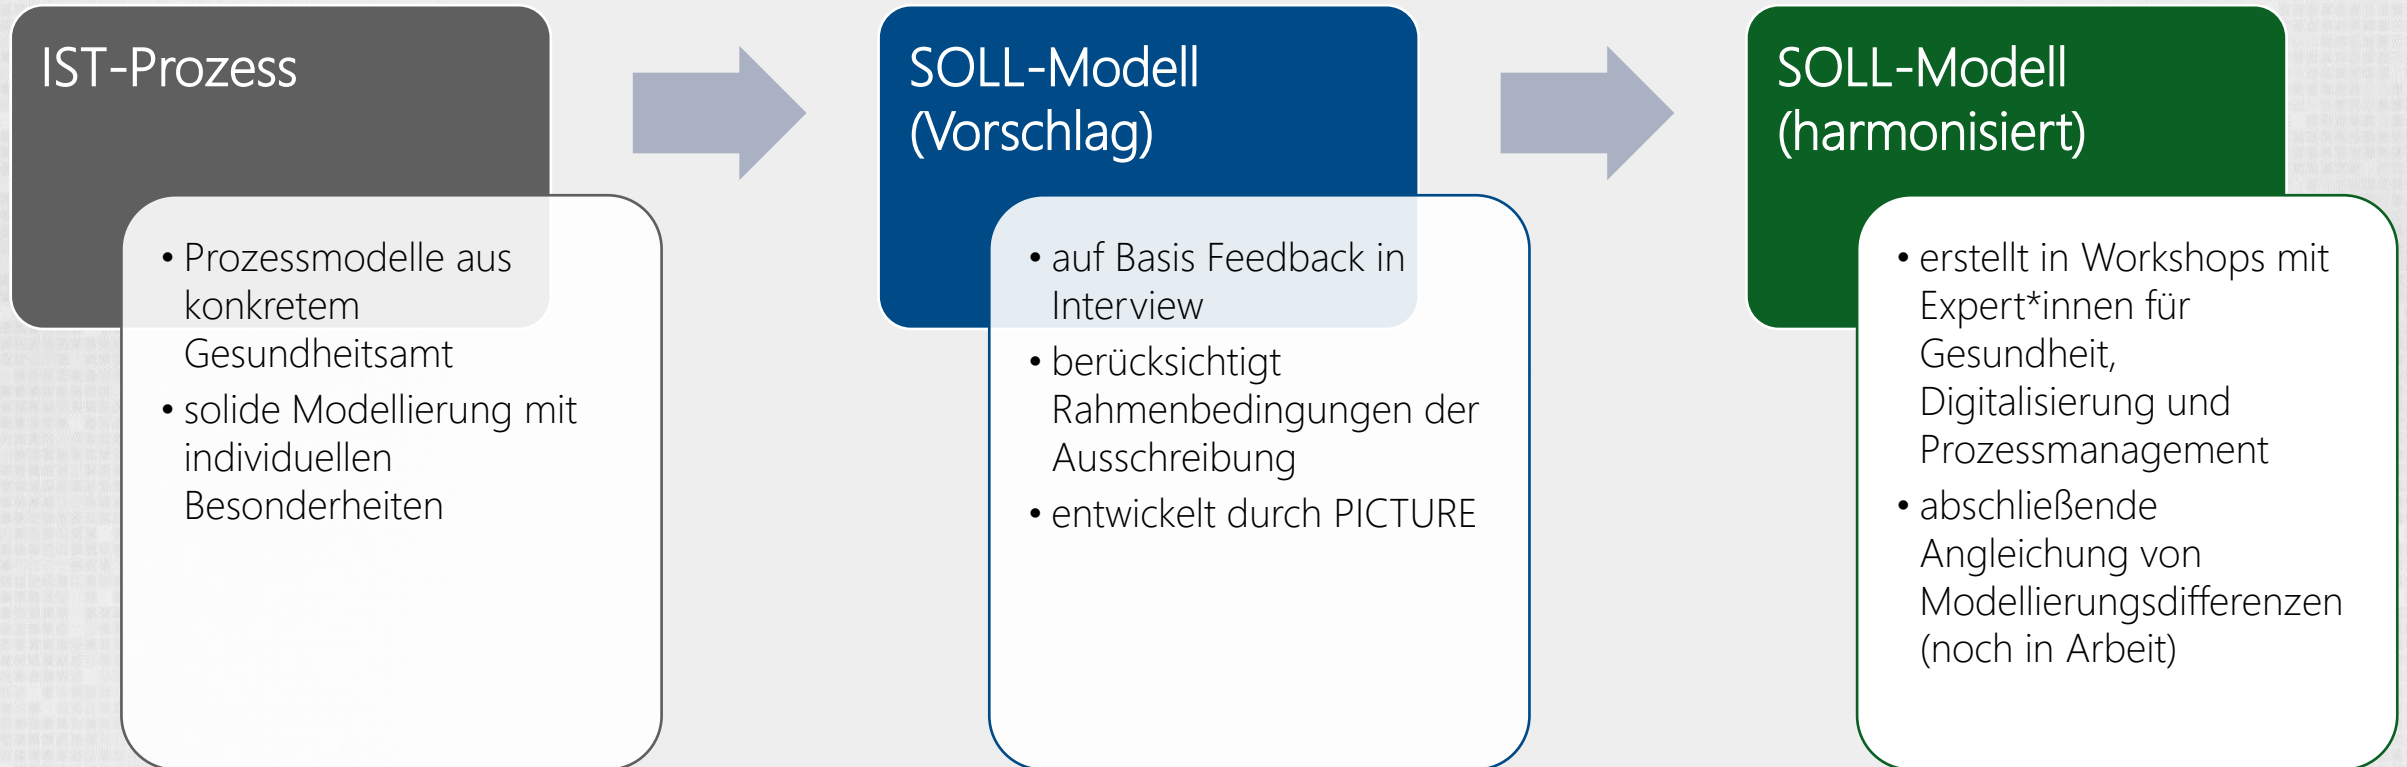 IST-Prozess
• Prozessmodelle aus
konkretem
Gesundheitsamt
• solide Modellierung mit
individuellen
Besonderheiten
SOLL-Modell
(Vorschlag)
• auf Basis Feedback in
Interview
• berücksichtigt
Rahmenbedingungen der
Ausschreibung
• entwickelt durch PICTURE
SOLL-Modell
(harmonisiert)
• erstellt in Workshops mit
Expert*innen für
Gesundheit,
Digitalisierung und
Prozessmanagement
• abschließende
Angleichung von
Modellierungsdifferenzen
(noch in Arbeit)